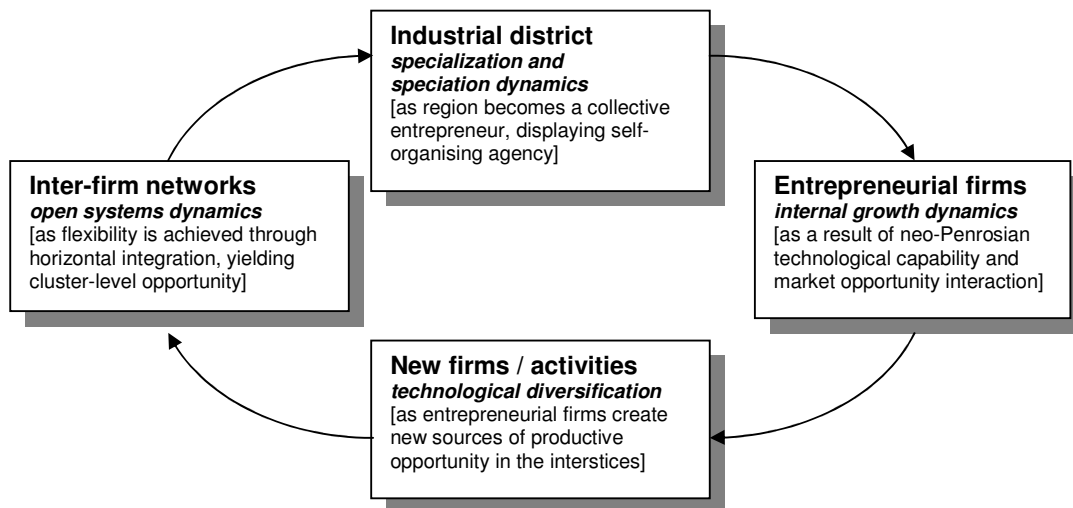 Industrial district
specialization and
speciation dynamics
[as region becomes a collective
entrepreneur, displaying self-
organising agency]
Inter-firm networks
open systems dynamics
[as flexibility is achieved through
horizontal integration, yielding
cluster-level opportunity]
Entrepreneurial firms
internal growth dynamics
[as a result of neo-Penrosian
technological capability and
market opportunity interaction]
New firms / activities
technological diversification
[as entrepreneurial firms create
new sources of productive
opportunity in the interstices]